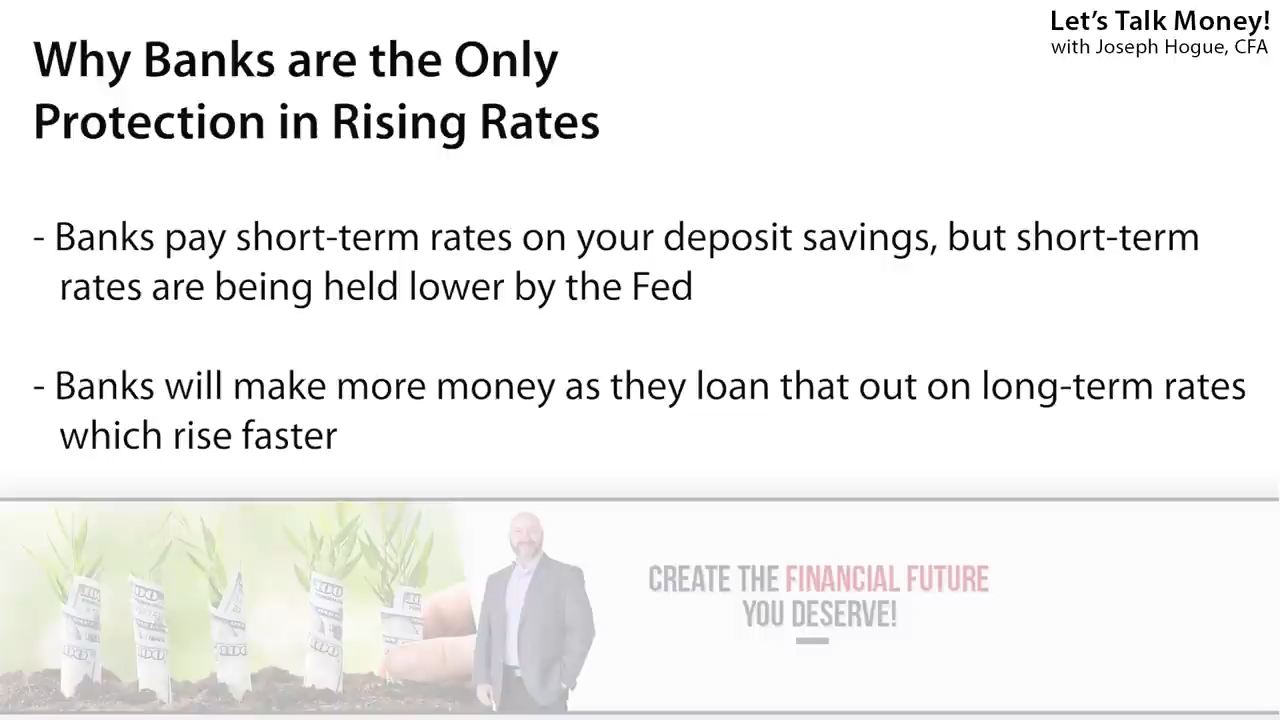 Let's Talk Money!
with Joseph Hogue, CFA
Why Banks are the Only
Protection in Rising Rates
- Banks pay short-term rates on your deposit savings, but short-term
rates are being held lower by the Fed
- Banks will make more money as they loan that out on long-term rates
which rise faster
CREATE THE FINANCIAL FUTURE
YOU DESERVE!